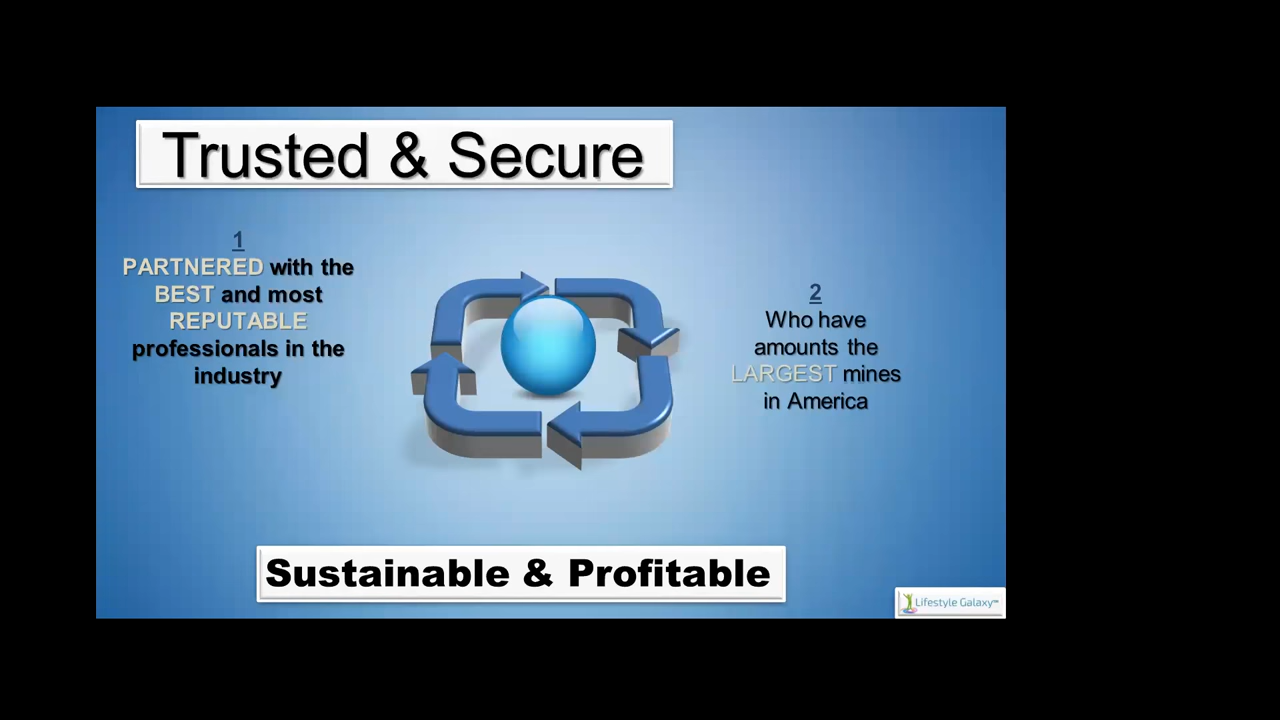 Trusted & Secure
1
PARTNERED with the
BEST and most
REPUTABLE
professionals in the
industry
2
Who have
amounts the
LARGEST mines
in America
Sustainable & Profitable
Lifestyle Galaxy™